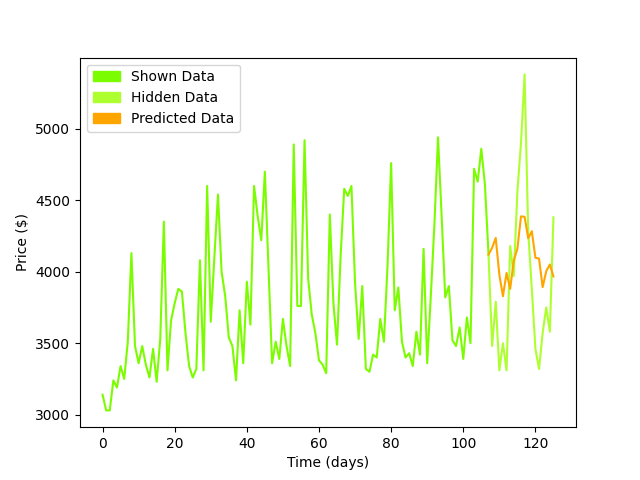 Shown Data
Hidden Data
Predicted Data
Price ($)
5000
4500
4000
3500
3000
0 20 40 60 80 100 120
Time (days)